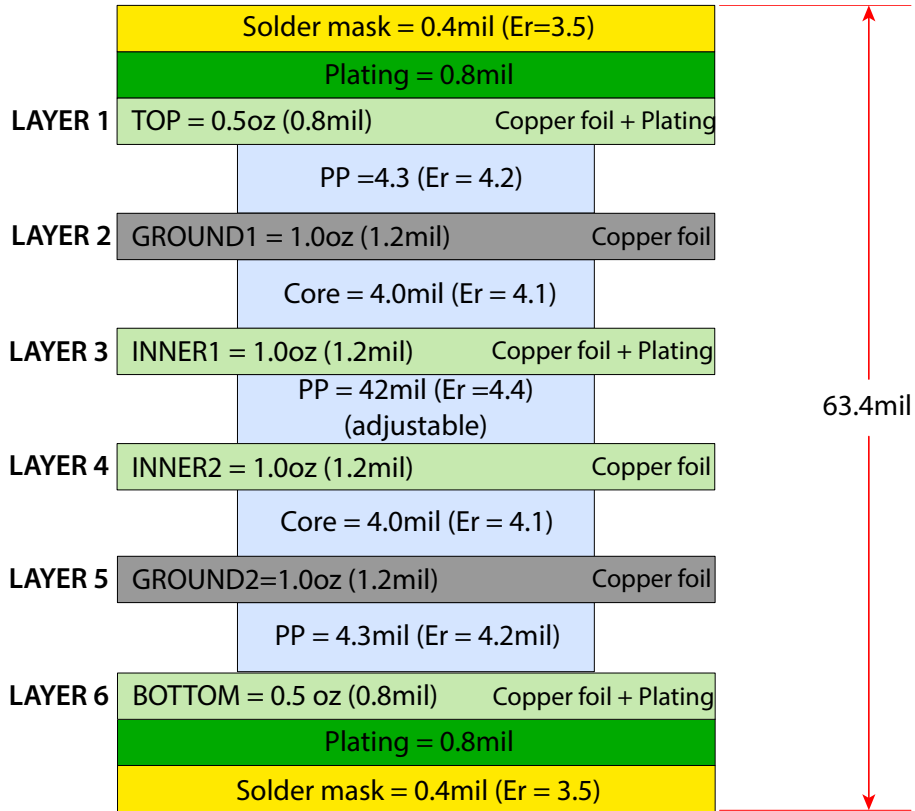 Solder mask = 0.4mil (Er=3.5)
Plating = 0.8mil
LAYER 1 TOP = 0.5oz (0.8mil) Copper foil + Plating
PP =4.3 (Er = 4.2)
LAYER 2 GROUND1 = 1.0oz (1.2mil) Copper foil
Core = 4.0mil (Er = 4.1)
LAYER 3 INNER1 = 1.0oz (1.2mil) Copper foil + Plating
PP = 42mil (Er =4.4)
(adjustable)
63.4mil
LAYER 4 INNER2 = 1.0oz (1.2mil) Copper foil
Core = 4.0mil (Er = 4.1)
LAYER 5 GROUND2=1.0oz (1.2mil) Copper foil
PP = 4.3mil (Er = 4.2mil)
LAYER 6 BOTTOM = 0.5 oz (0.8mil) Copper foil + Plating
Plating = 0.8mil
Solder mask = 0.4mil (Er = 3.5)